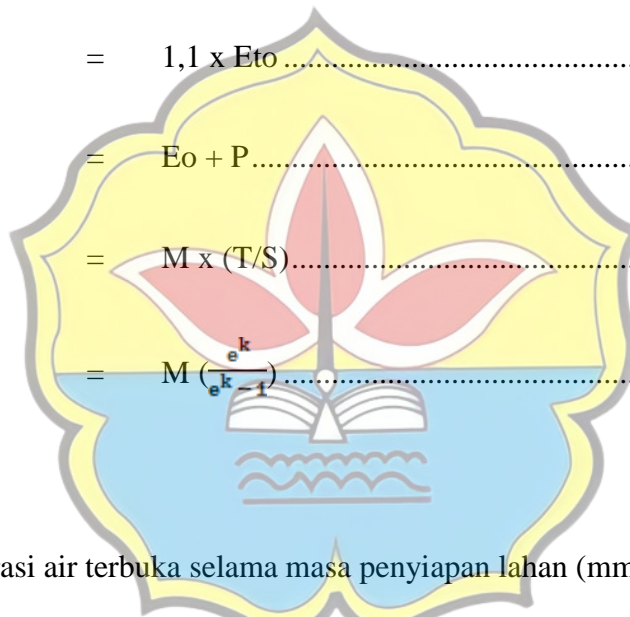 = 1,1 x Eto ..........................................
= Eo + P..........................................
= M x (T/S)..........................................
= M (e^k/(e^k − 1)) ..........................................
asi air terbuka selama masa penyiapan lahan (mm